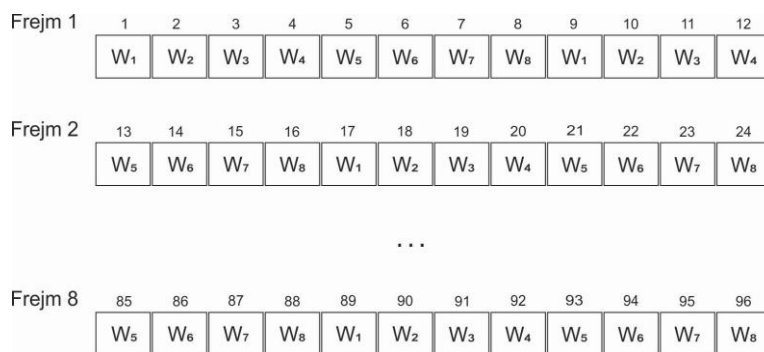 Frejm 1 1 2 3 4 5 6 7 8 9 10 11 12
W₁ W₂ W₃ W₄ W₅ W₆ W₇ W₈ W₁ W₂ W₃ W₄
Frejm 2 13 14 15 16 17 18 19 20 21 22 23 24
W₅ W₆ W₇ W₈ W₁ W₂ W₃ W₄ W₅ W₆ W₇ W₈
...
Frejm 8 85 86 87 88 89 90 91 92 93 94 95 96
W₅ W₆ W₇ W₈ W₁ W₂ W₃ W₄ W₅ W₆ W₇ W₈